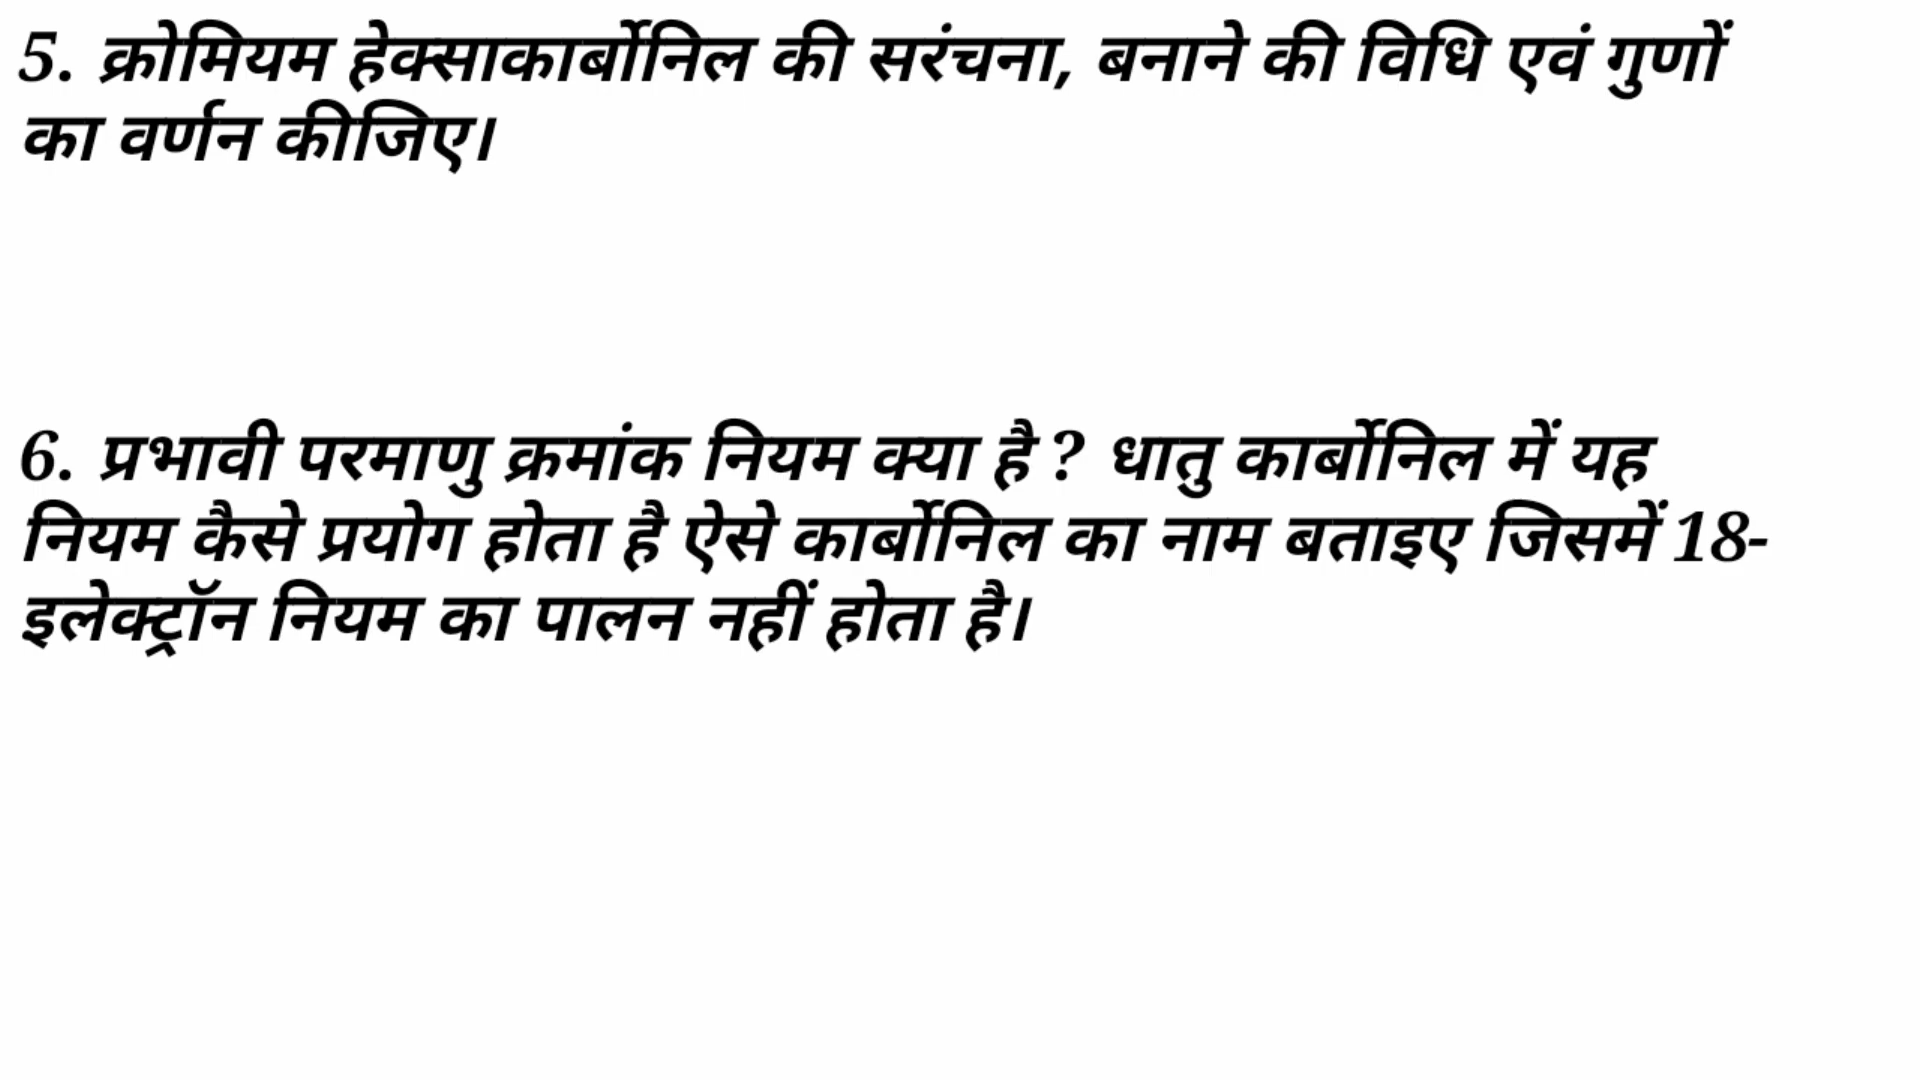 5. क्रोमियम हेक्साकार्बोनिल की सरंचना, बनाने की विधि एवं गुणों
का वर्णन कीजिए।
6. प्रभावी परमाणु क्रमांक नियम क्या है ? धातु कार्बोनिल में यह
नियम कैसे प्रयोग होता है ऐसे कार्बोनिल का नाम बताइए जिसमें 18-
इलेक्ट्रॉन नियम का पालन नहीं होता है।